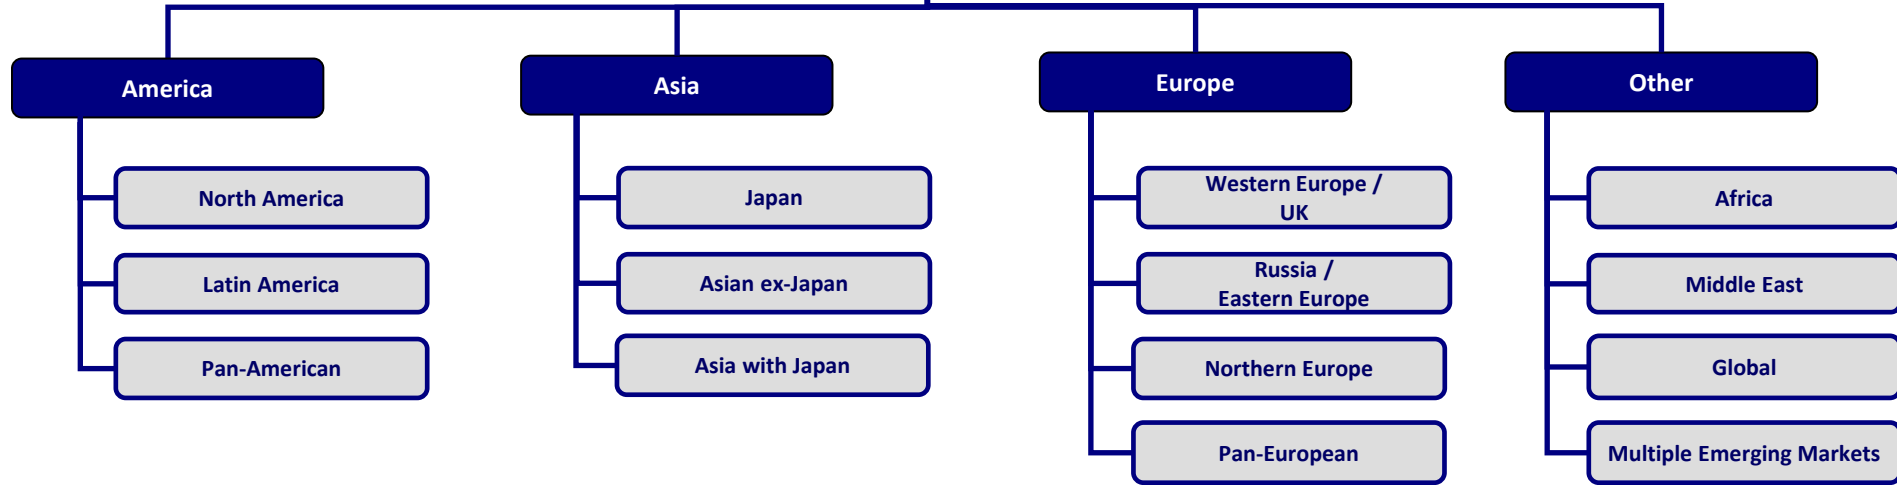 America
North America
Latin America
Pan-American
Asia
Japan
Asian ex-Japan
Asia with Japan
Europe
Western Europe /
UK
Russia /
Eastern Europe
Northern Europe
Pan-European
Other
Africa
Middle East
Global
Multiple Emerging Markets